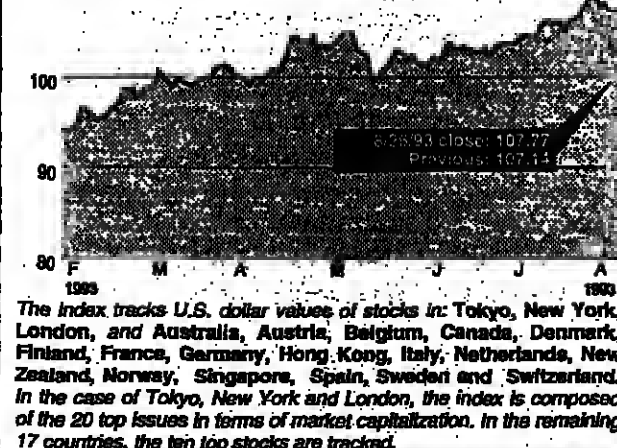 100
8/26/93 close: 107.77
Previous: 107.14
90
80
F M A M J J A
1993 1993
The index tracks U.S. dollar values of stocks in: Tokyo, New York,
London, and Australia, Austria, Belgium, Canada, Denmark,
Finland, France, Germany, Hong Kong, Italy, Netherlands, New
Zealand, Norway, Singapore, Spain, Sweden and Switzerland.
In the case of Tokyo, New York and London, the index is composed
of the 20 top issues in terms of market capitalization. In the remaining
17 countries, the ten top stocks are tracked.